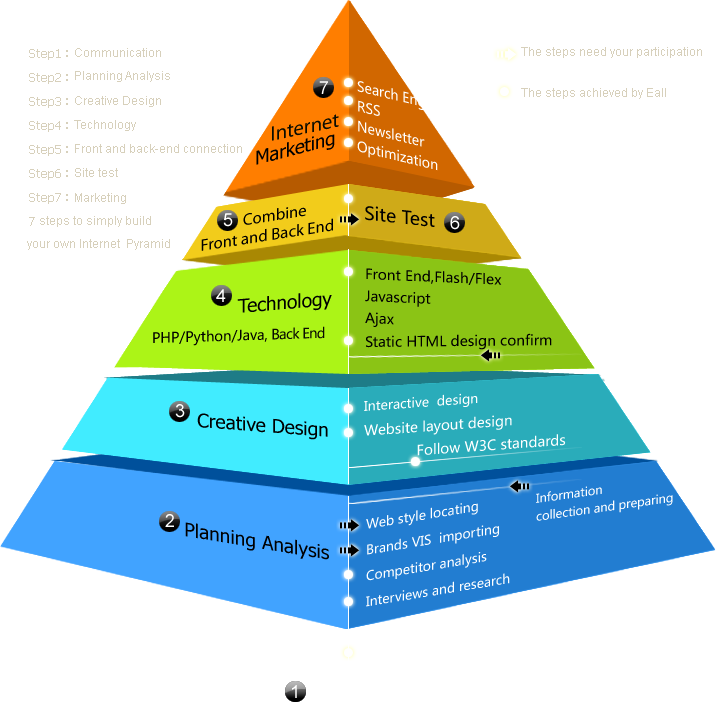 Step1：Communication
Step2：Planning Analysis
Step3：Creative Design
Step4：Technology
Step5：Front and back-end connection
Step6：Site test
Step7：Marketing
7 steps to simply build
your own Internet Pyramid
The steps need your participation
The steps achieved by Eall
7
Internet
Marketing
Search Eng
RSS
Newsletter
Optimization
5
Combine
Front and Back End
Site Test
6
4
Technology
PHP/Python/Java, Back End
Front End,Flash/Flex
Javascript
Ajax
Static HTML design confirm
3
Creative Design
Interactive design
Website layout design
Follow W3C standards
2
Planning Analysis
Information
collection and preparing
Web style locating
Brands VIS importing
Competitor analysis
Interviews and research
1